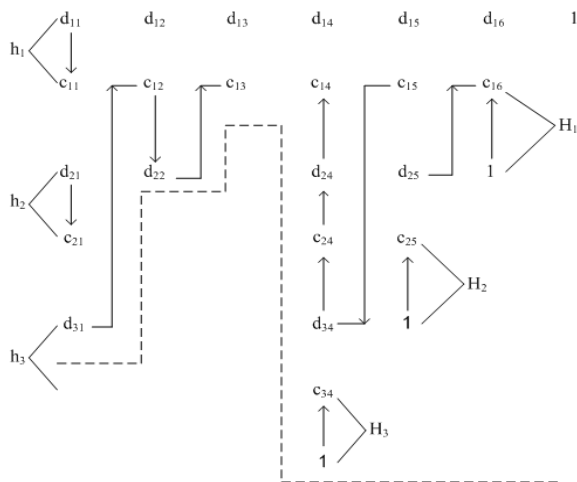 d₁₁ d₁₂ d₁₃ d₁₄ d₁₅ d₁₆ 1
h₁
c₁₁ c₁₂ c₁₃ c₁₄ c₁₅ c₁₆
H₁
d₂₁ d₂₂ d₂₄ d₂₅ 1
h₂
c₂₁ c₂₄ c₂₅
H₂
d₃₁ d₃₄ 1
h₃
c₃₄
H₃
1